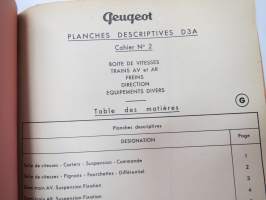 Peugeot
PLANCHES DESCRIPTIVES D3A
Cahier N° 2
BOITE DE VITESSES
TRAINS AV et AR
FREINS
DIRECTION
EQUIPEMENTS DIVERS
Table des matières
G
Planches descriptives
DESIGNATION
Page
de vitesses - Carters - Suspension - Commande
1
de vitesses - Pignons - Fourchettes - Différentiel
2
train AV. Suspension Fixation
3
Suspension Fixation
4